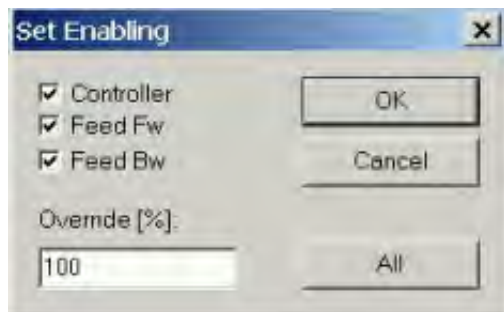 Set Enabling
Controller
Feed Fw
Feed Bw
OK
Cancel
Override [%]:
100
All